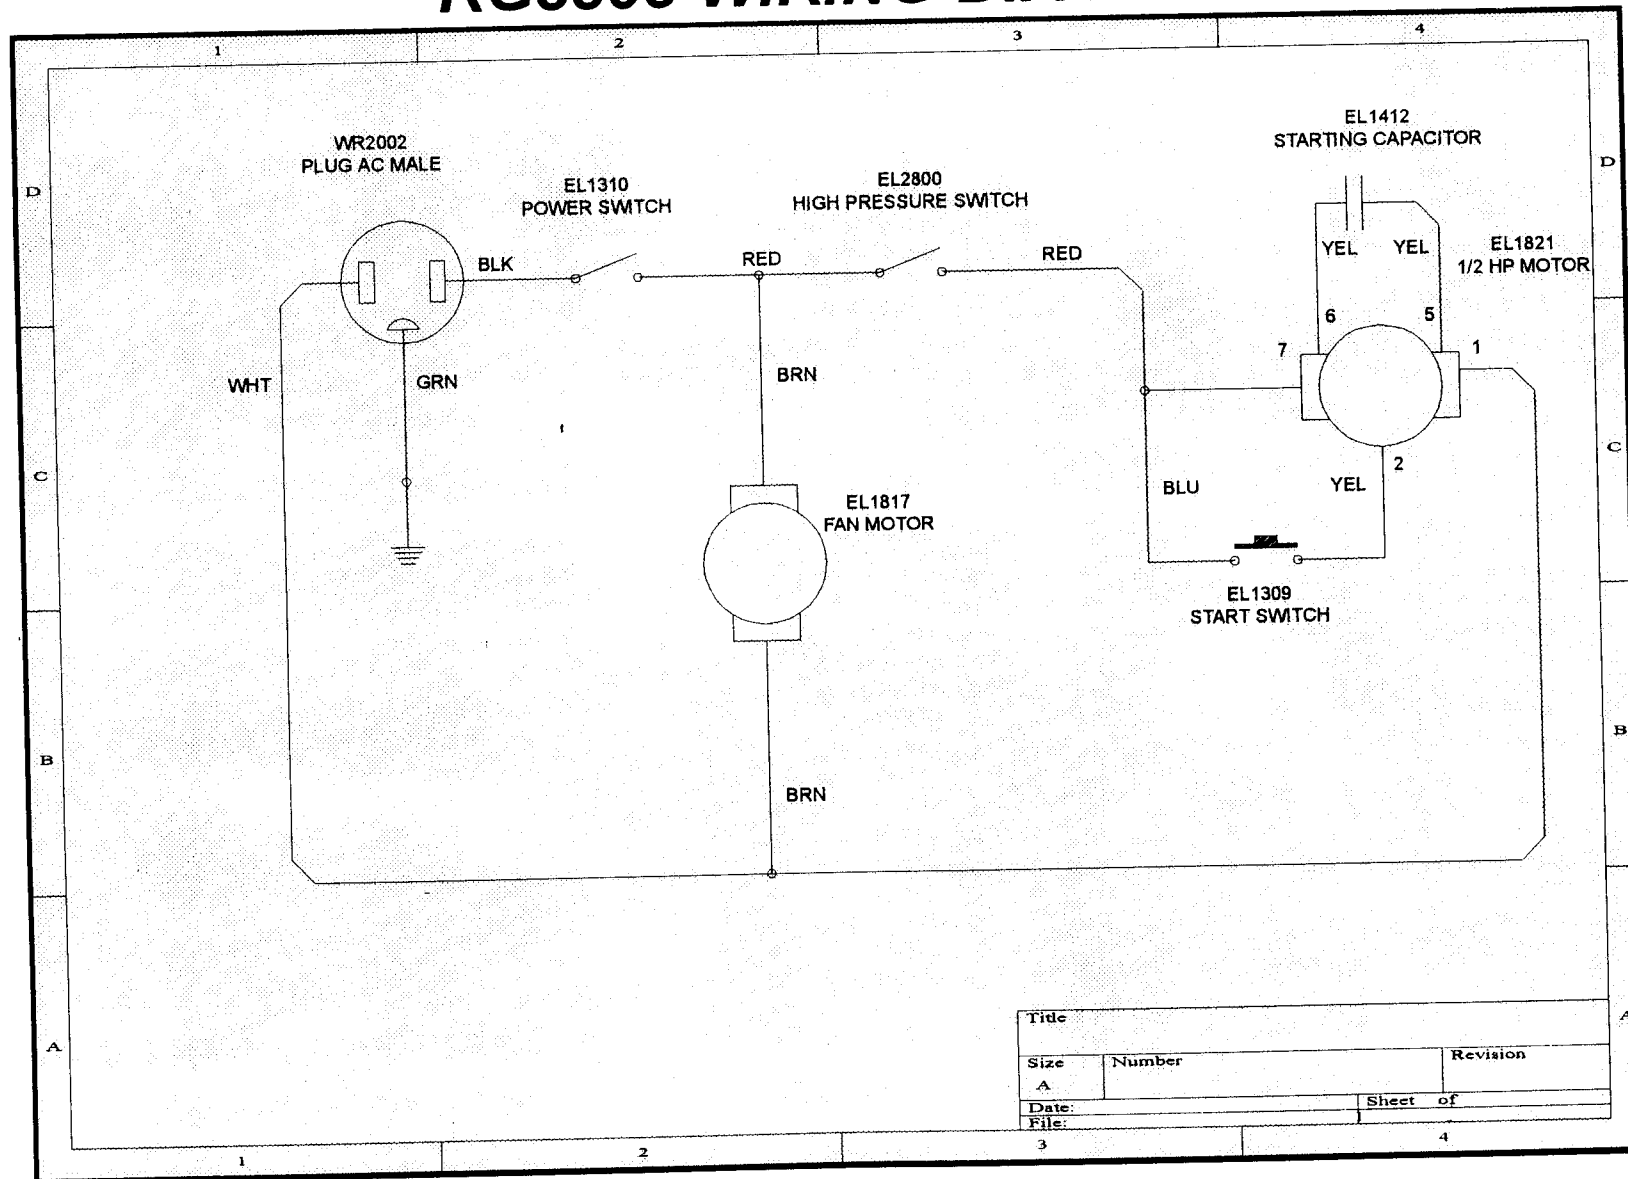 WIRING
1
2
3
4
EL1412
STARTING CAPACITOR
WR2002
PLUG AC MALE
D
D
EL1310
POWER SWITCH
EL2800
HIGH PRESSURE SWITCH
YEL YEL
EL1821
1/2 HP MOTOR
BLK
RED
RED
6
5
7
1
WHT
GRN
BRN
C
C
2
BLU
YEL
EL1817
FAN MOTOR
EL1309
START SWITCH
B
B
BRN
Title
A
A
Size
Number
Revision
A
Date:
Sheet of
File:
1
2
3
4